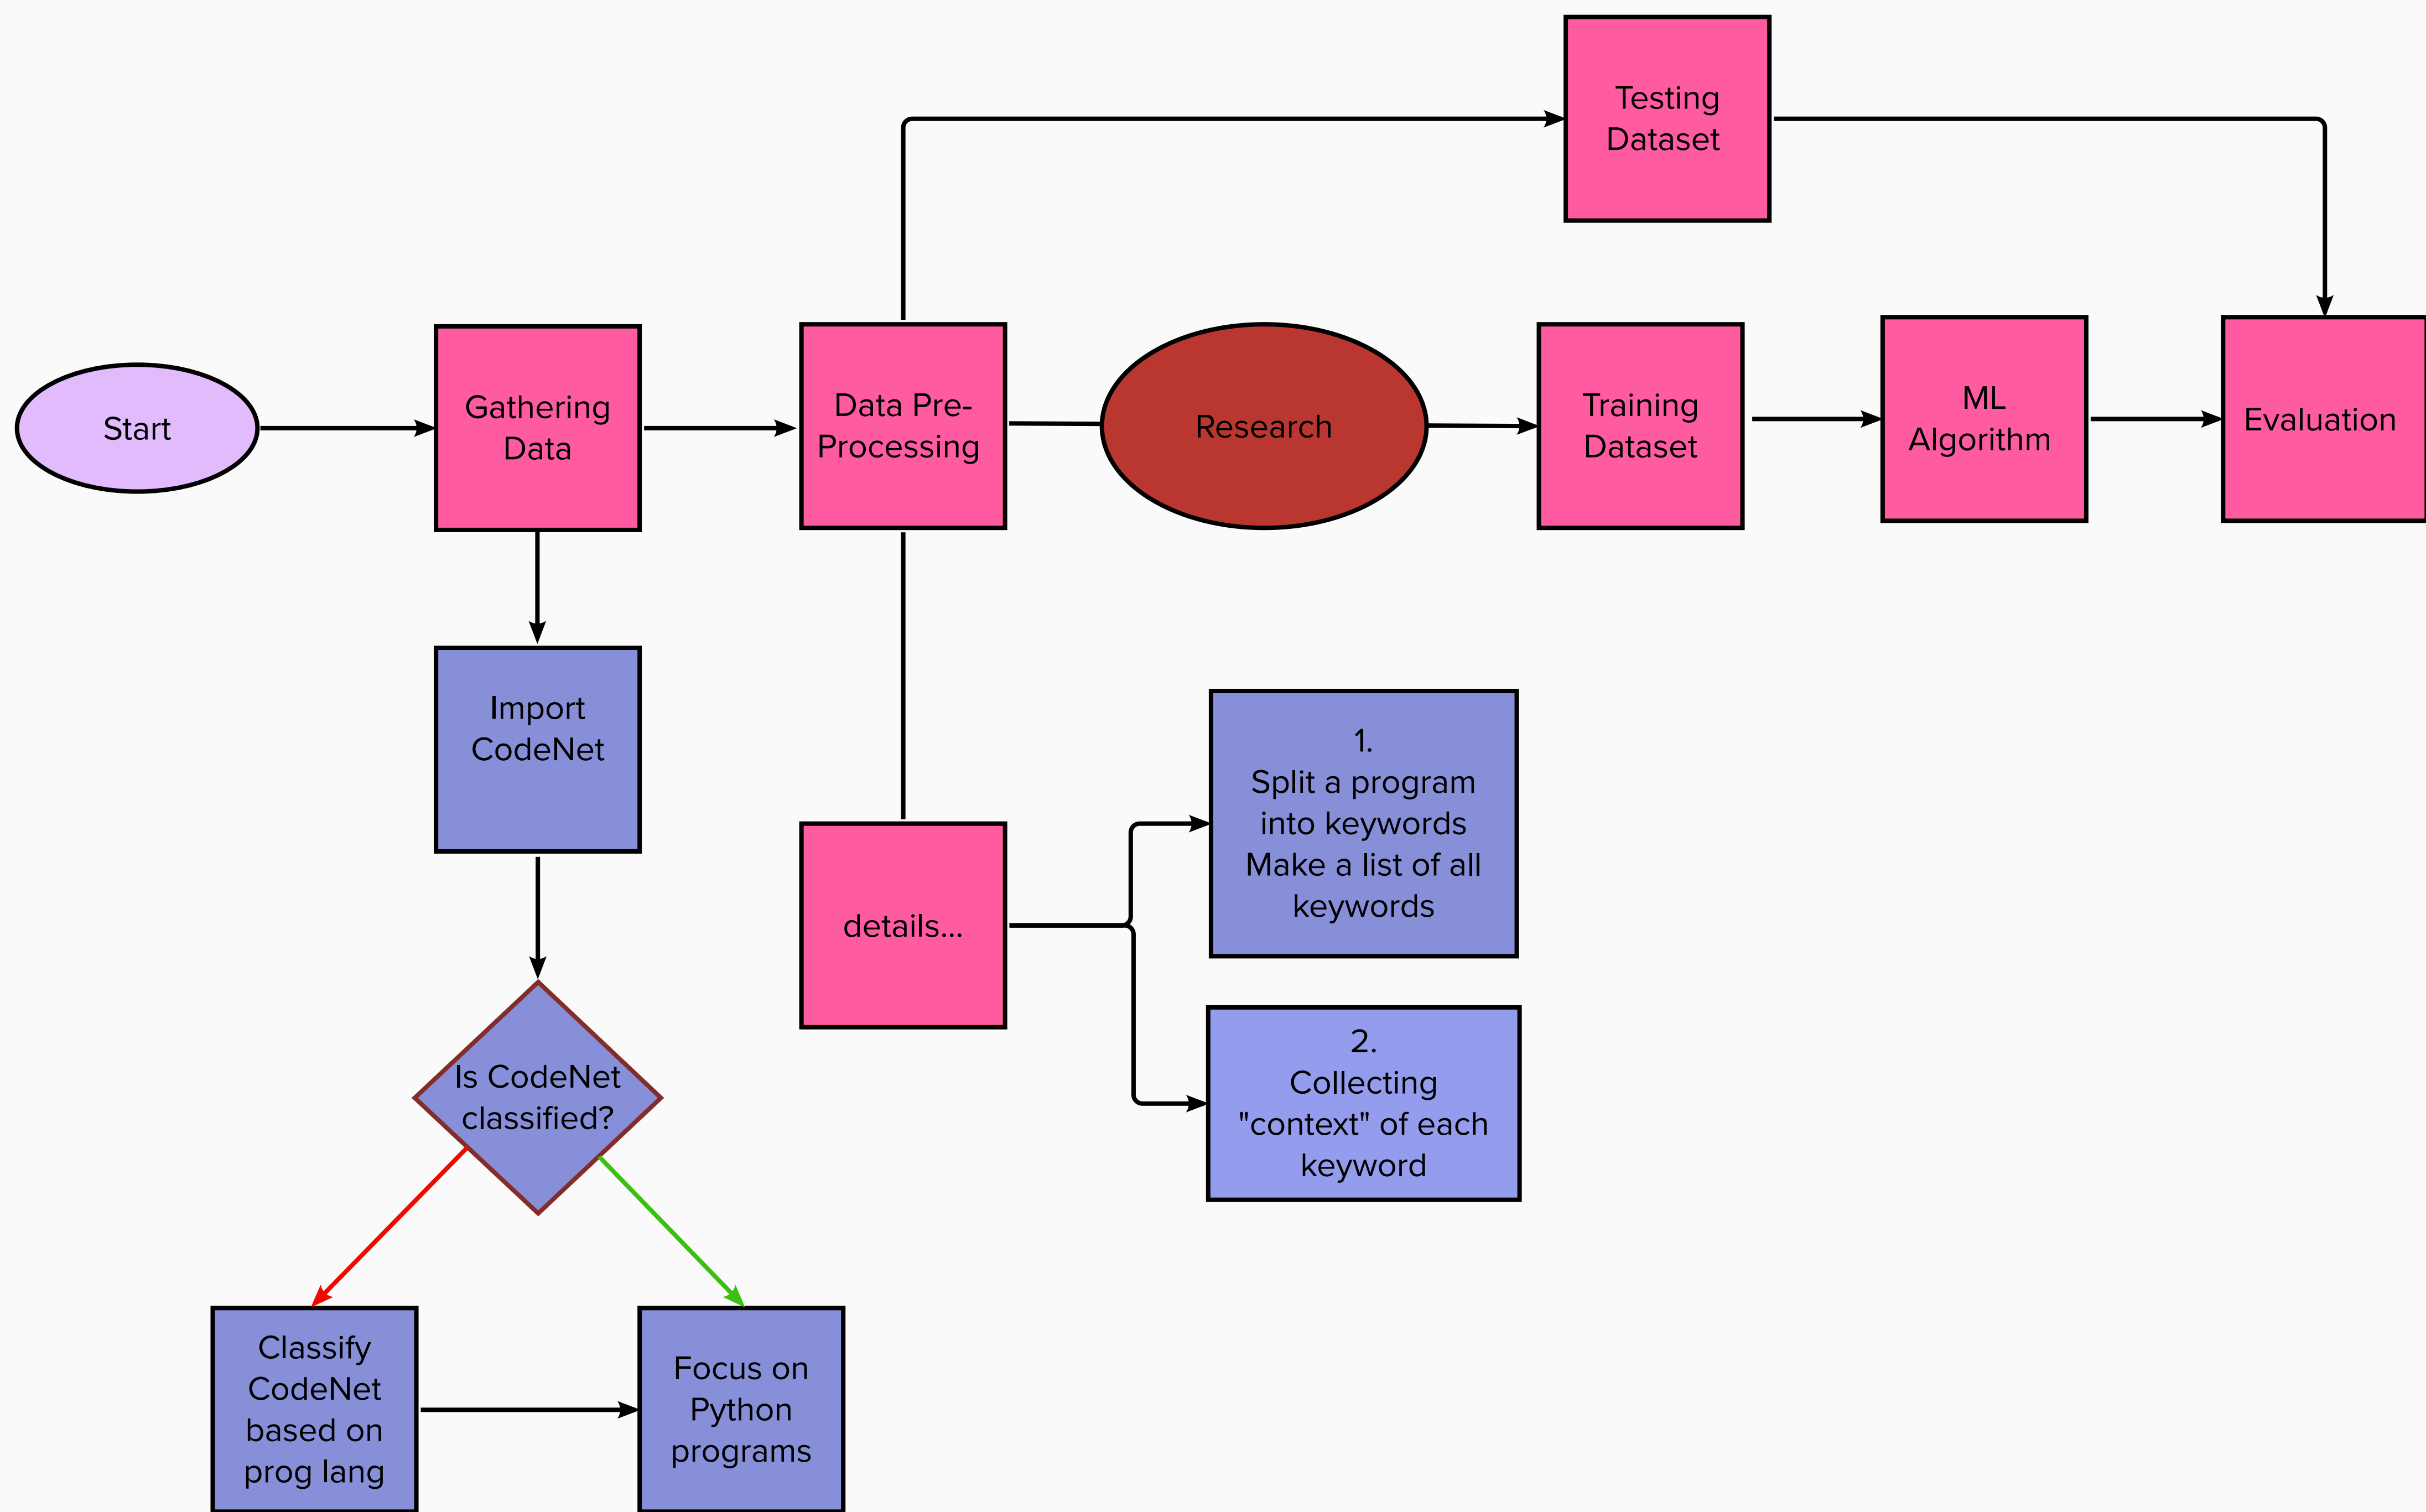 Testing
Dataset
Start
Gathering
Data
Data Pre-
Processing
Research
Training
Dataset
ML
Algorithm
Evaluation
Import
CodeNet
1.
Split a program
into keywords
Make a list of all
keywords
details...
2.
Collecting
"context" of each
keyword
Is CodeNet
classified?
Classify
CodeNet
based on
prog lang
Focus on
Python
programs